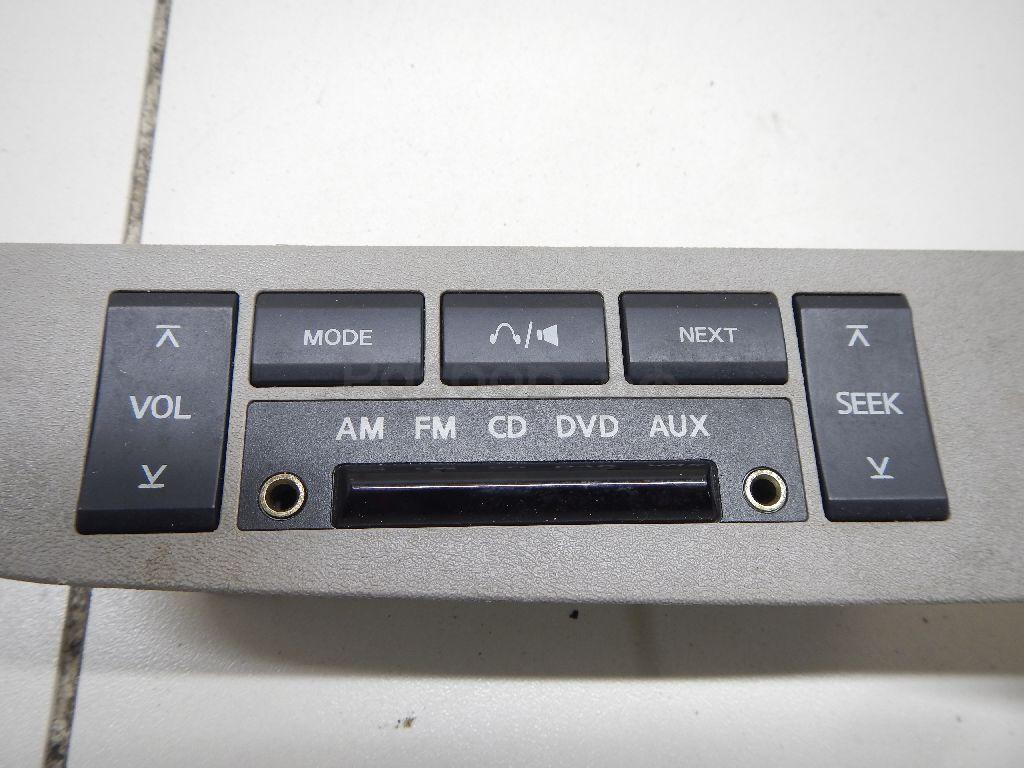 MODE / NEXT
VOL SEEK
AM FM CD DVD AUX